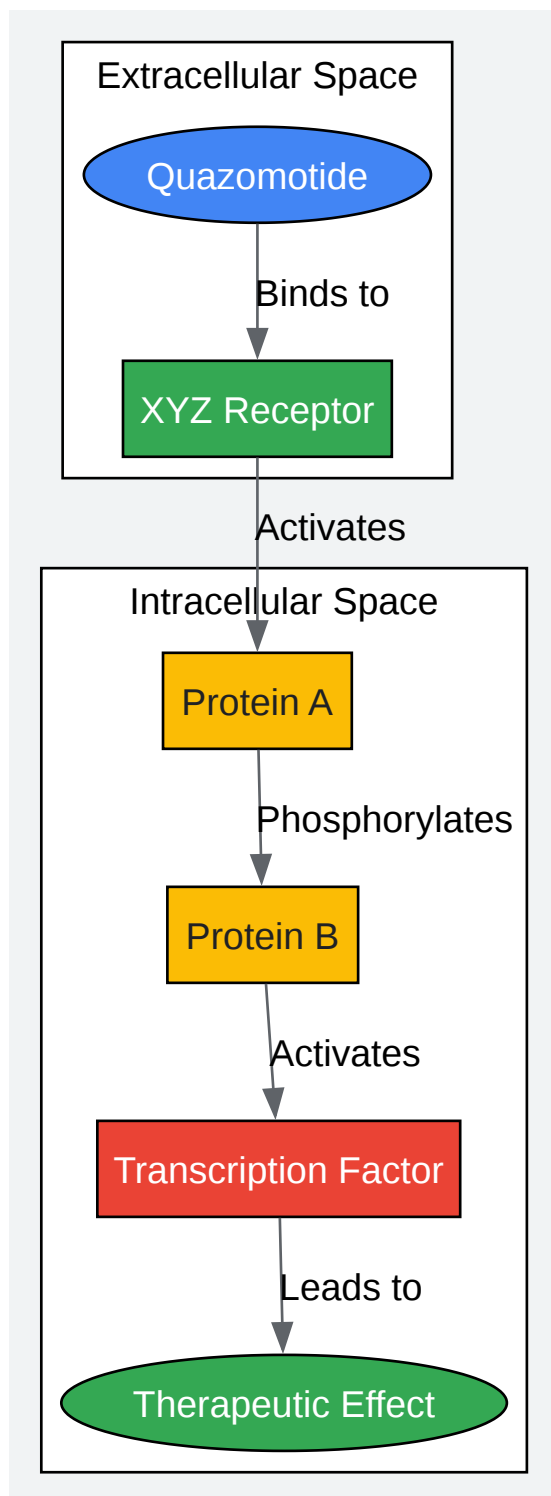 Extracellular Space
Quazomotide
Binds to
XYZ Receptor
Activates
Intracellular Space
Protein A
Phosphorylates
Protein B
Activates
Transcription Factor
Leads to
Therapeutic Effect